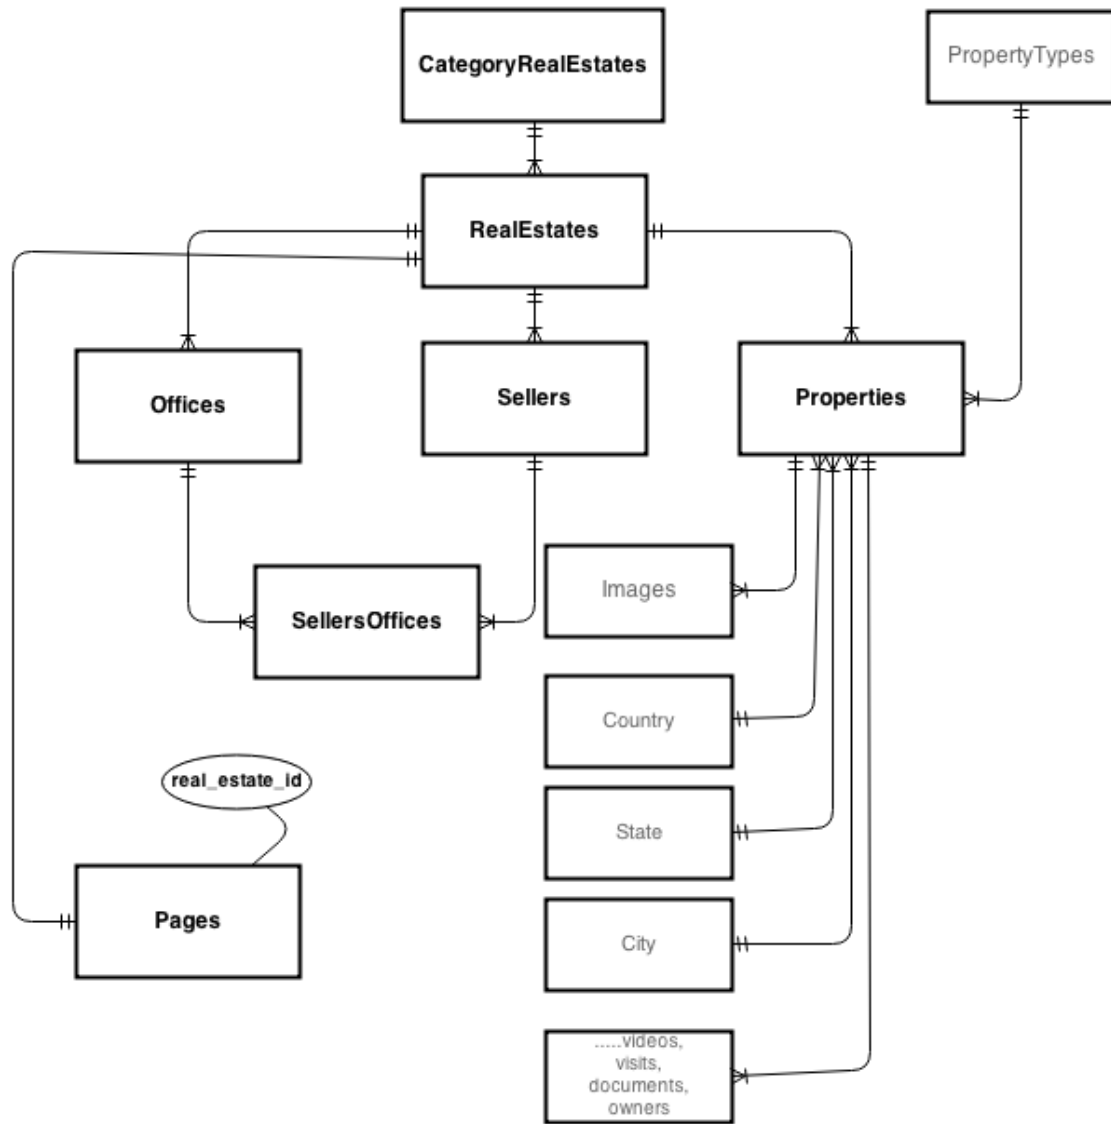 CategoryRealEstates
PropertyTypes
RealEstates
Offices
Sellers
Properties
Images
SellersOffices
Country
real_estate_id
State
Pages
City
.....videos,
visits,
documents,
owners